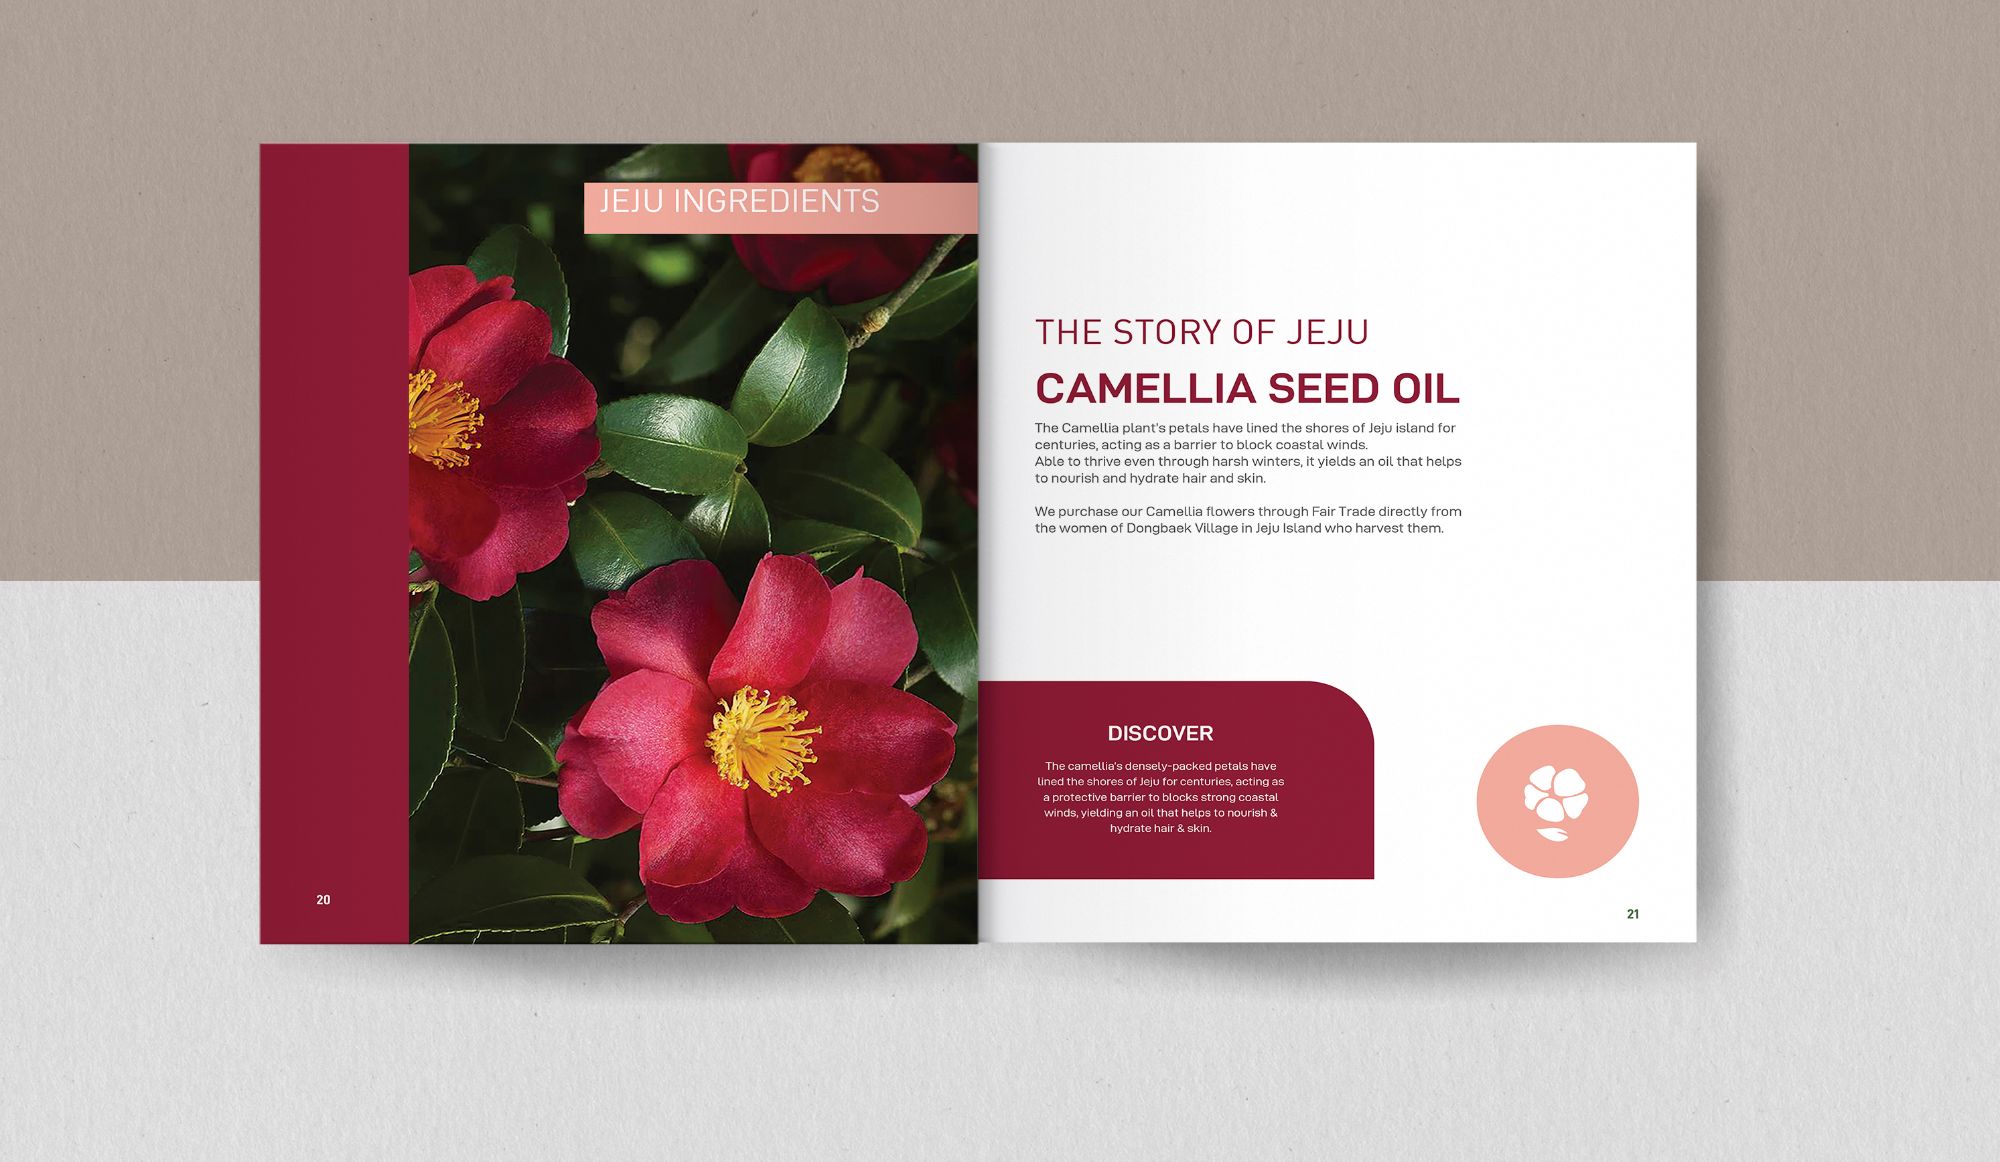 JEJU INGREDIENTS
20
THE STORY OF JEJU
CAMELLIA SEED OIL
The Camellia plant's petals have lined the shores of Jeju island for
centuries, acting as a barrier to block coastal winds.
Able to thrive even through harsh winters, it yields an oil that helps
to nourish and hydrate hair and skin.
We purchase our Camellia flowers through Fair Trade directly from
the women of Dongbaek Village in Jeju Island who harvest them.
DISCOVER
The camellia's densely-packed petals have
lined the shores of Jeju for centuries, acting as
a protective barrier to blocks strong coastal
winds, yielding an oil that helps to nourish &
hydrate hair & skin.
21